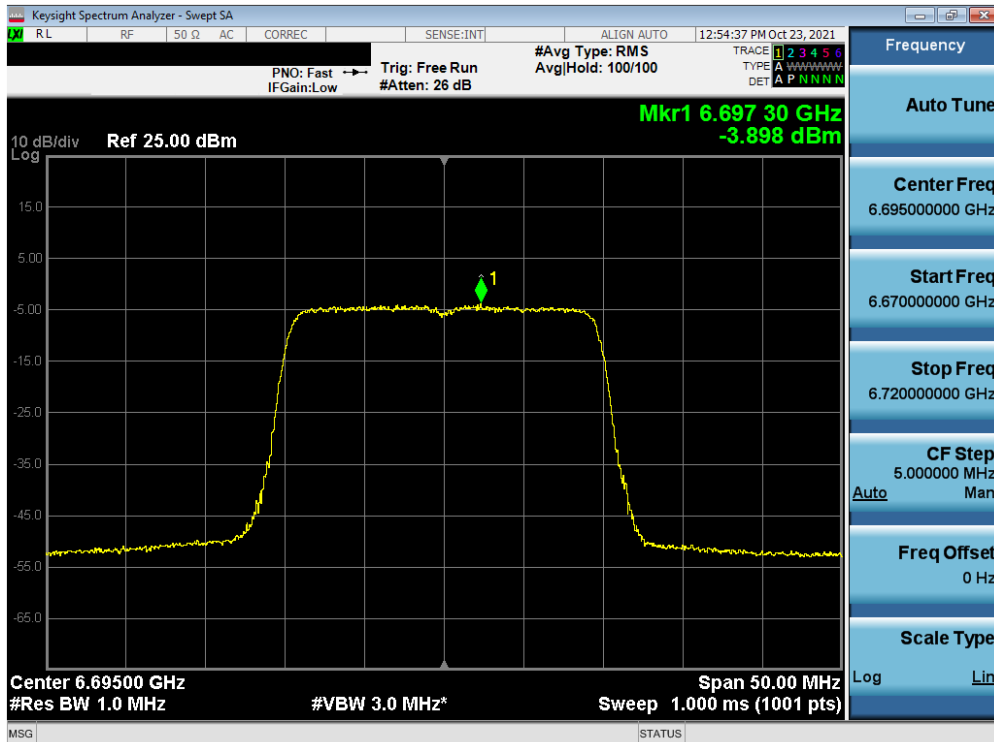 Keysight Spectrum Analyzer - Swept SA
LXI RL RF 50 Ω AC CORREC SENSE:INT ALIGN AUTO 12:54:37 PM Oct 23, 2021
PNO: Fast
IFGain:Low
Trig: Free Run
#Atten: 26 dB
#Avg Type: RMS
Avg|Hold: 100/100
TRACE 1 2 3 4 5 6
TYPE A WWWWW
DET A P N N N N
Mkr1 6.697 30 GHz
-3.898 dBm
10 dB/div
Log
Ref 25.00 dBm
15.0
5.00
-5.00
-15.0
-25.0
-35.0
-45.0
-55.0
-65.0
1
Center 6.69500 GHz
#Res BW 1.0 MHz
#VBW 3.0 MHz*
Span 50.00 MHz
Sweep 1.000 ms (1001 pts)
MSG
STATUS
Frequency
Auto Tune
Center Freq
6.695000000 GHz
Start Freq
6.670000000 GHz
Stop Freq
6.720000000 GHz
CF Step
5.000000 MHz
Auto Man
Freq Offset
0 Hz
Scale Type
Log Lin